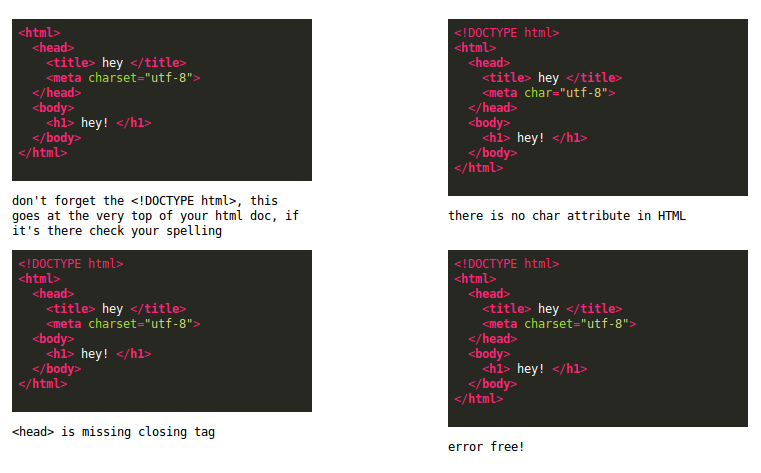 <html>
<head>
<title> hey </title>
<meta charset="utf-8">
</head>
<body>
<h1> hey! </h1>
</body>
</html>
don't forget the <!DOCTYPE html>, this
goes at the very top of your html doc, if
it's there check your spelling
<!DOCTYPE html>
<html>
<head>
<title> hey </title>
<meta char="utf-8">
</head>
<body>
<h1> hey! </h1>
</body>
</html>
there is no char attribute in HTML
<!DOCTYPE html>
<html>
<head>
<title> hey </title>
<meta charset="utf-8">
<body>
<h1> hey! </h1>
</body>
</html>
<head> is missing closing tag
<!DOCTYPE html>
<html>
<head>
<title> hey </title>
<meta charset="utf-8">
</head>
<body>
<h1> hey! </h1>
</body>
</html>
error free!